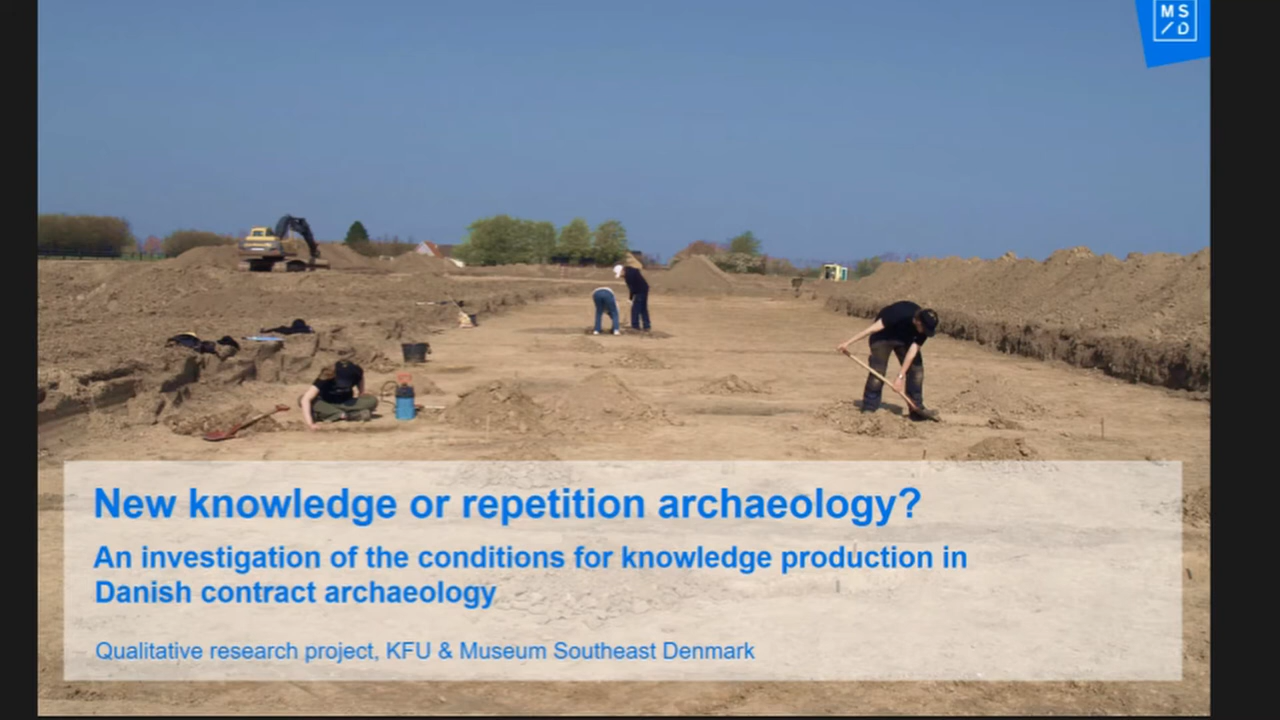 MS
/D
New knowledge or repetition archaeology?
An investigation of the conditions for knowledge production in
Danish contract archaeology
Qualitative research project, KFU & Museum Southeast Denmark